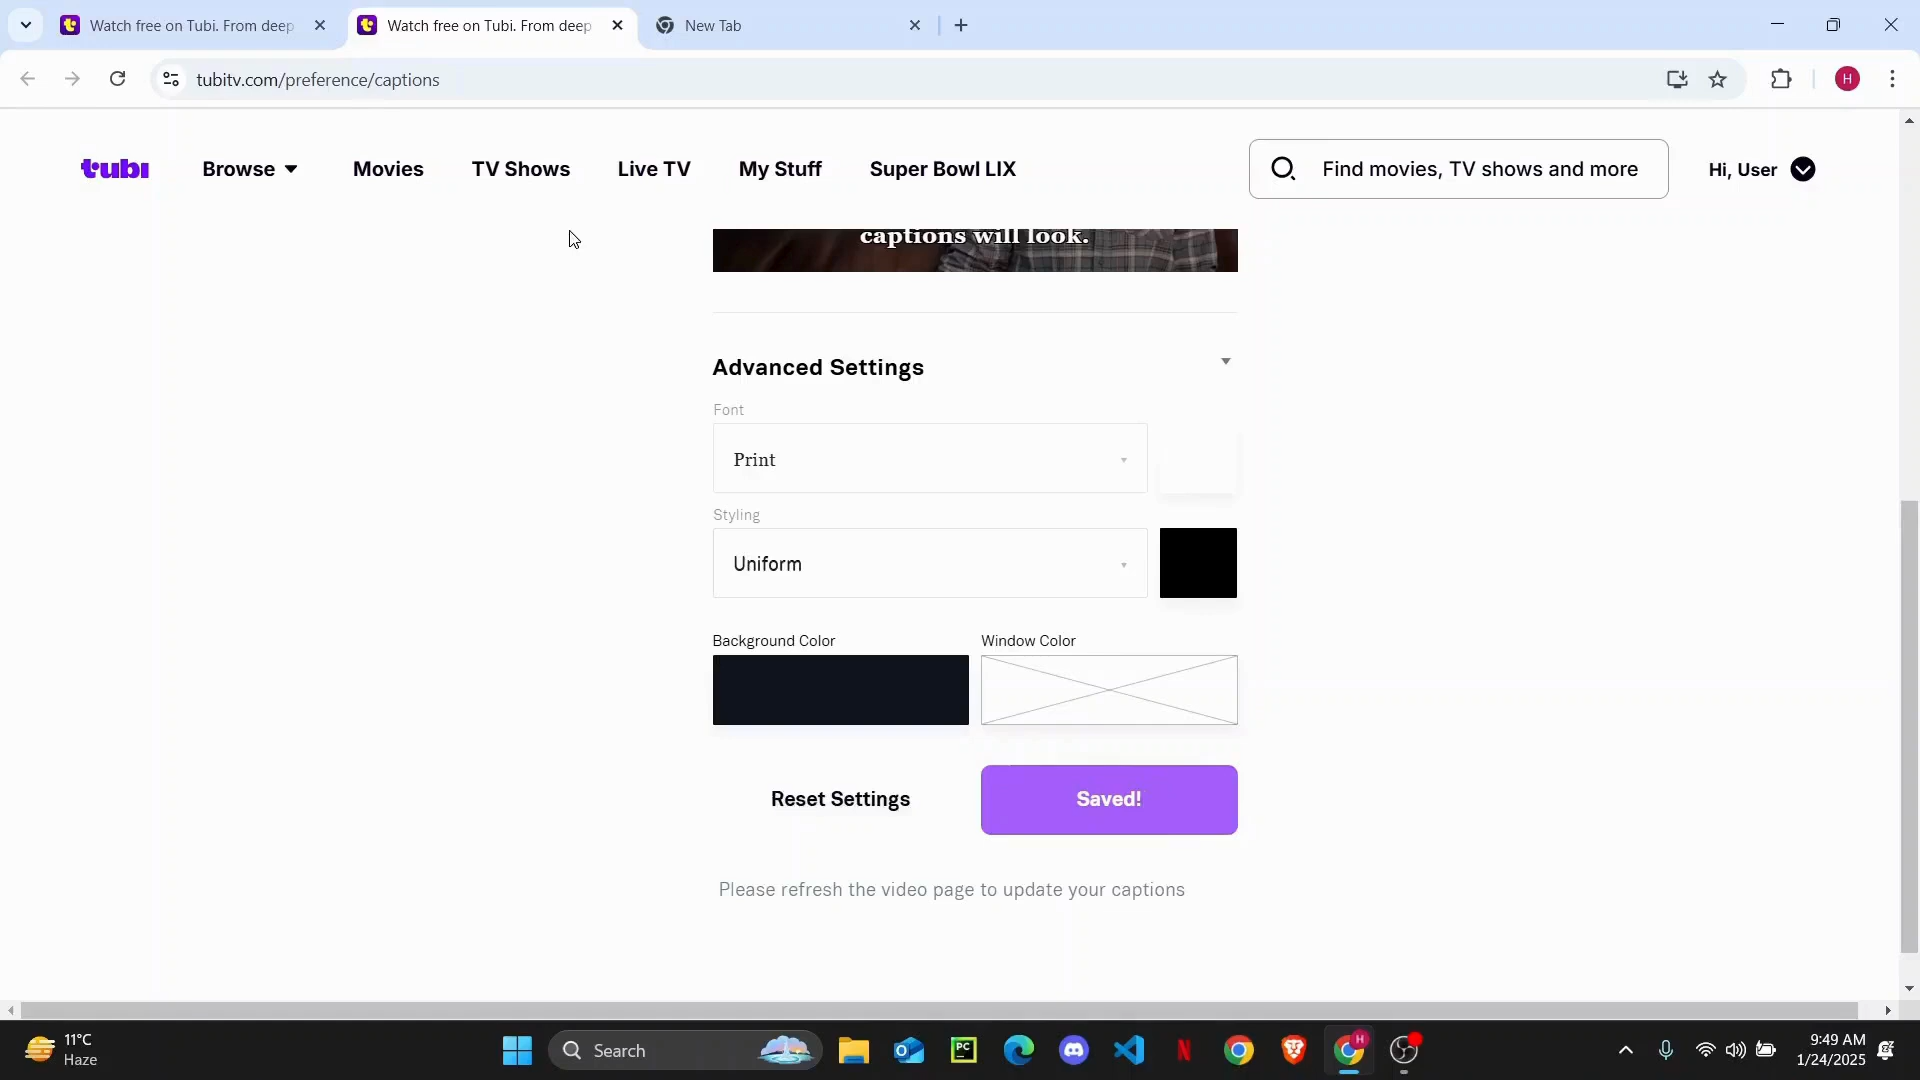 Watch free on Tubi. From deep
Watch free on Tubi. From deep
New Tab
tubitv.com/preference/captions
H
tubi
Browse
Movies
TV Shows
Live TV
My Stuff
Super Bowl LIX
Find movies, TV shows and more
Hi, User
captions will look.
Advanced Settings
Font
Print
Styling
Uniform
Background Color
Window Color
Reset Settings
Saved!
Please refresh the video page to update your captions
11°C
Haze
Search
PC
N
H
9:49 AM
1/24/2025